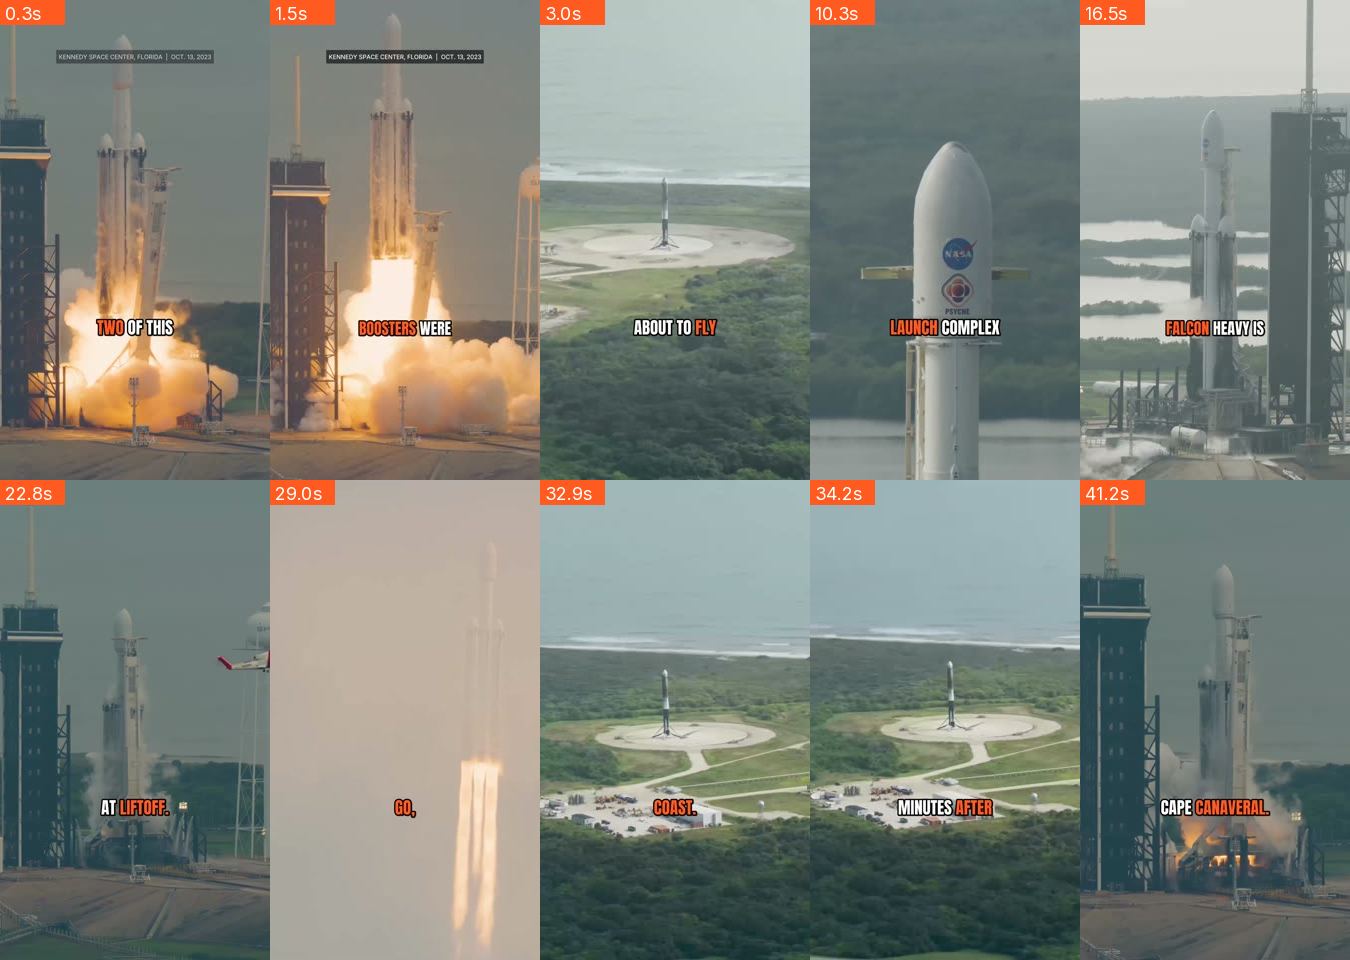 0.3s
KENNEDY SPACE CENTER, FLORIDA | OCT. 13, 2023
TWO OF THIS
1.5s
KENNEDY SPACE CENTER, FLORIDA | OCT. 13, 2023
BOOSTERS WERE
3.0s
ABOUT TO FLY
10.3s
NASA
PSYCHE
LAUNCH COMPLEX
16.5s
FALCON HEAVY IS
22.8s
AT LIFTOFF.
29.0s
GO,
32.9s
COAST.
34.2s
MINUTES AFTER
41.2s
CAPE CANAVERAL.